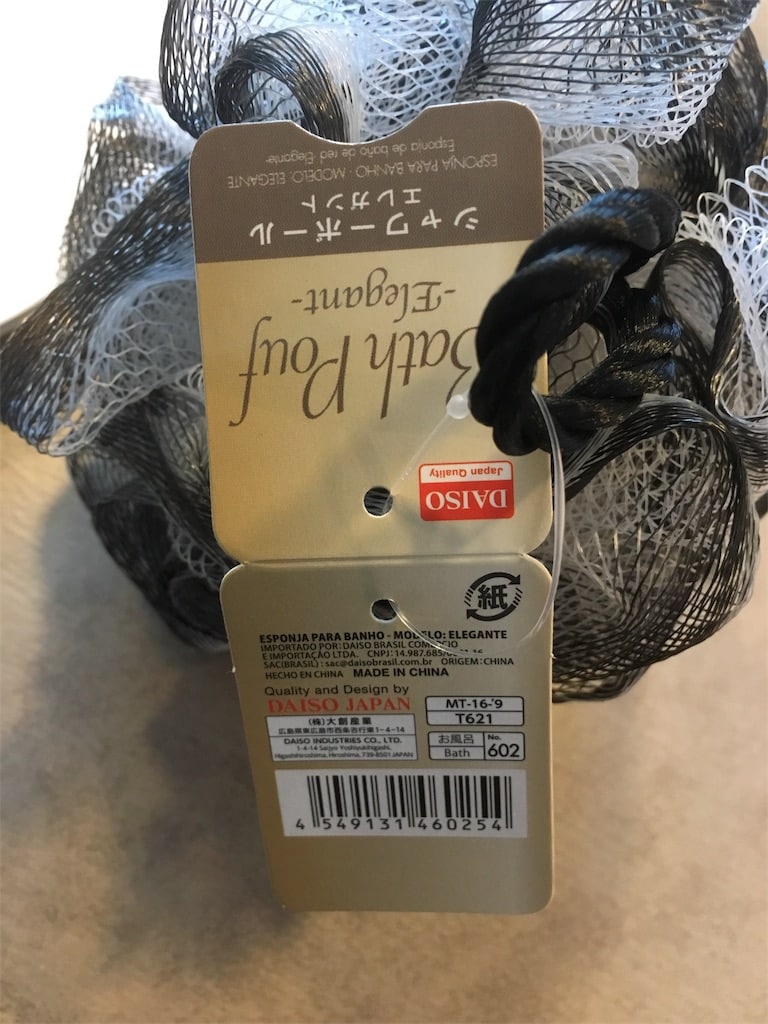 Esponja de baño de red -Elegante-
ESPONJA PARA BANHO - MODELO: ELEGANTE
エレガント
シャワーボール
-Elegant-
Bath Pouf
Japan Quality
DAISO
紙
ESPONJA PARA BANHO - MODELO: ELEGANTE
IMPORTADO POR: DAISO BRASIL COMÉRCIO
E IMPORTAÇÃO LTDA. CNPJ: 14.987.685/
SAC(BRASIL) : sac@daisobrasil.com.br ORIGEM: CHINA
HECHO EN CHINA MADE IN CHINA
Quality and Design by
DAISO JAPAN
(株)大創産業
広島県東広島市西条吉行東1-4-14
DAISO INDUSTRIES CO., LTD.
1-4-14 Saijyo Yoshiyukihigashi,
Higashihiroshima, Hiroshima, 739-8501 JAPAN
MT-16-'9
T621
お風呂
Bath
No.
602
4 549131 460254